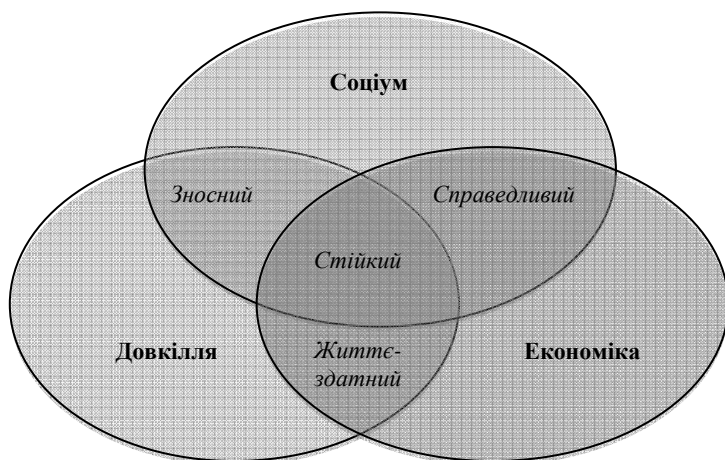 Соціум
Зносний
Справедливий
Стійкий
Довкілля
Життє-
здатний
Економіка